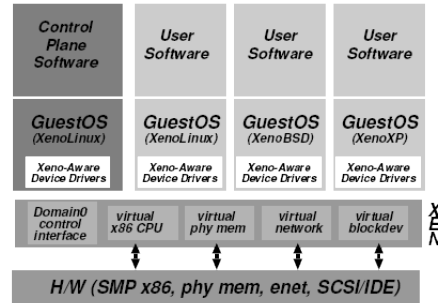 Control
Plane
Software
User
Software
User
Software
User
Software
GuestOS
(XenoLinux)
Xeno-Aware
Device Drivers
GuestOS
(XenoLinux)
Xeno-Aware
Device Drivers
GuestOS
(XenoBSD)
Xeno-Aware
Device Drivers
GuestOS
(XenoXP)
Xeno-Aware
Device Drivers
Domain0
control
interface
virtual
x86 CPU
virtual
phy mem
virtual
network
virtual
blockdev
H/W (SMP x86, phy mem, enet, SCSI/IDE)